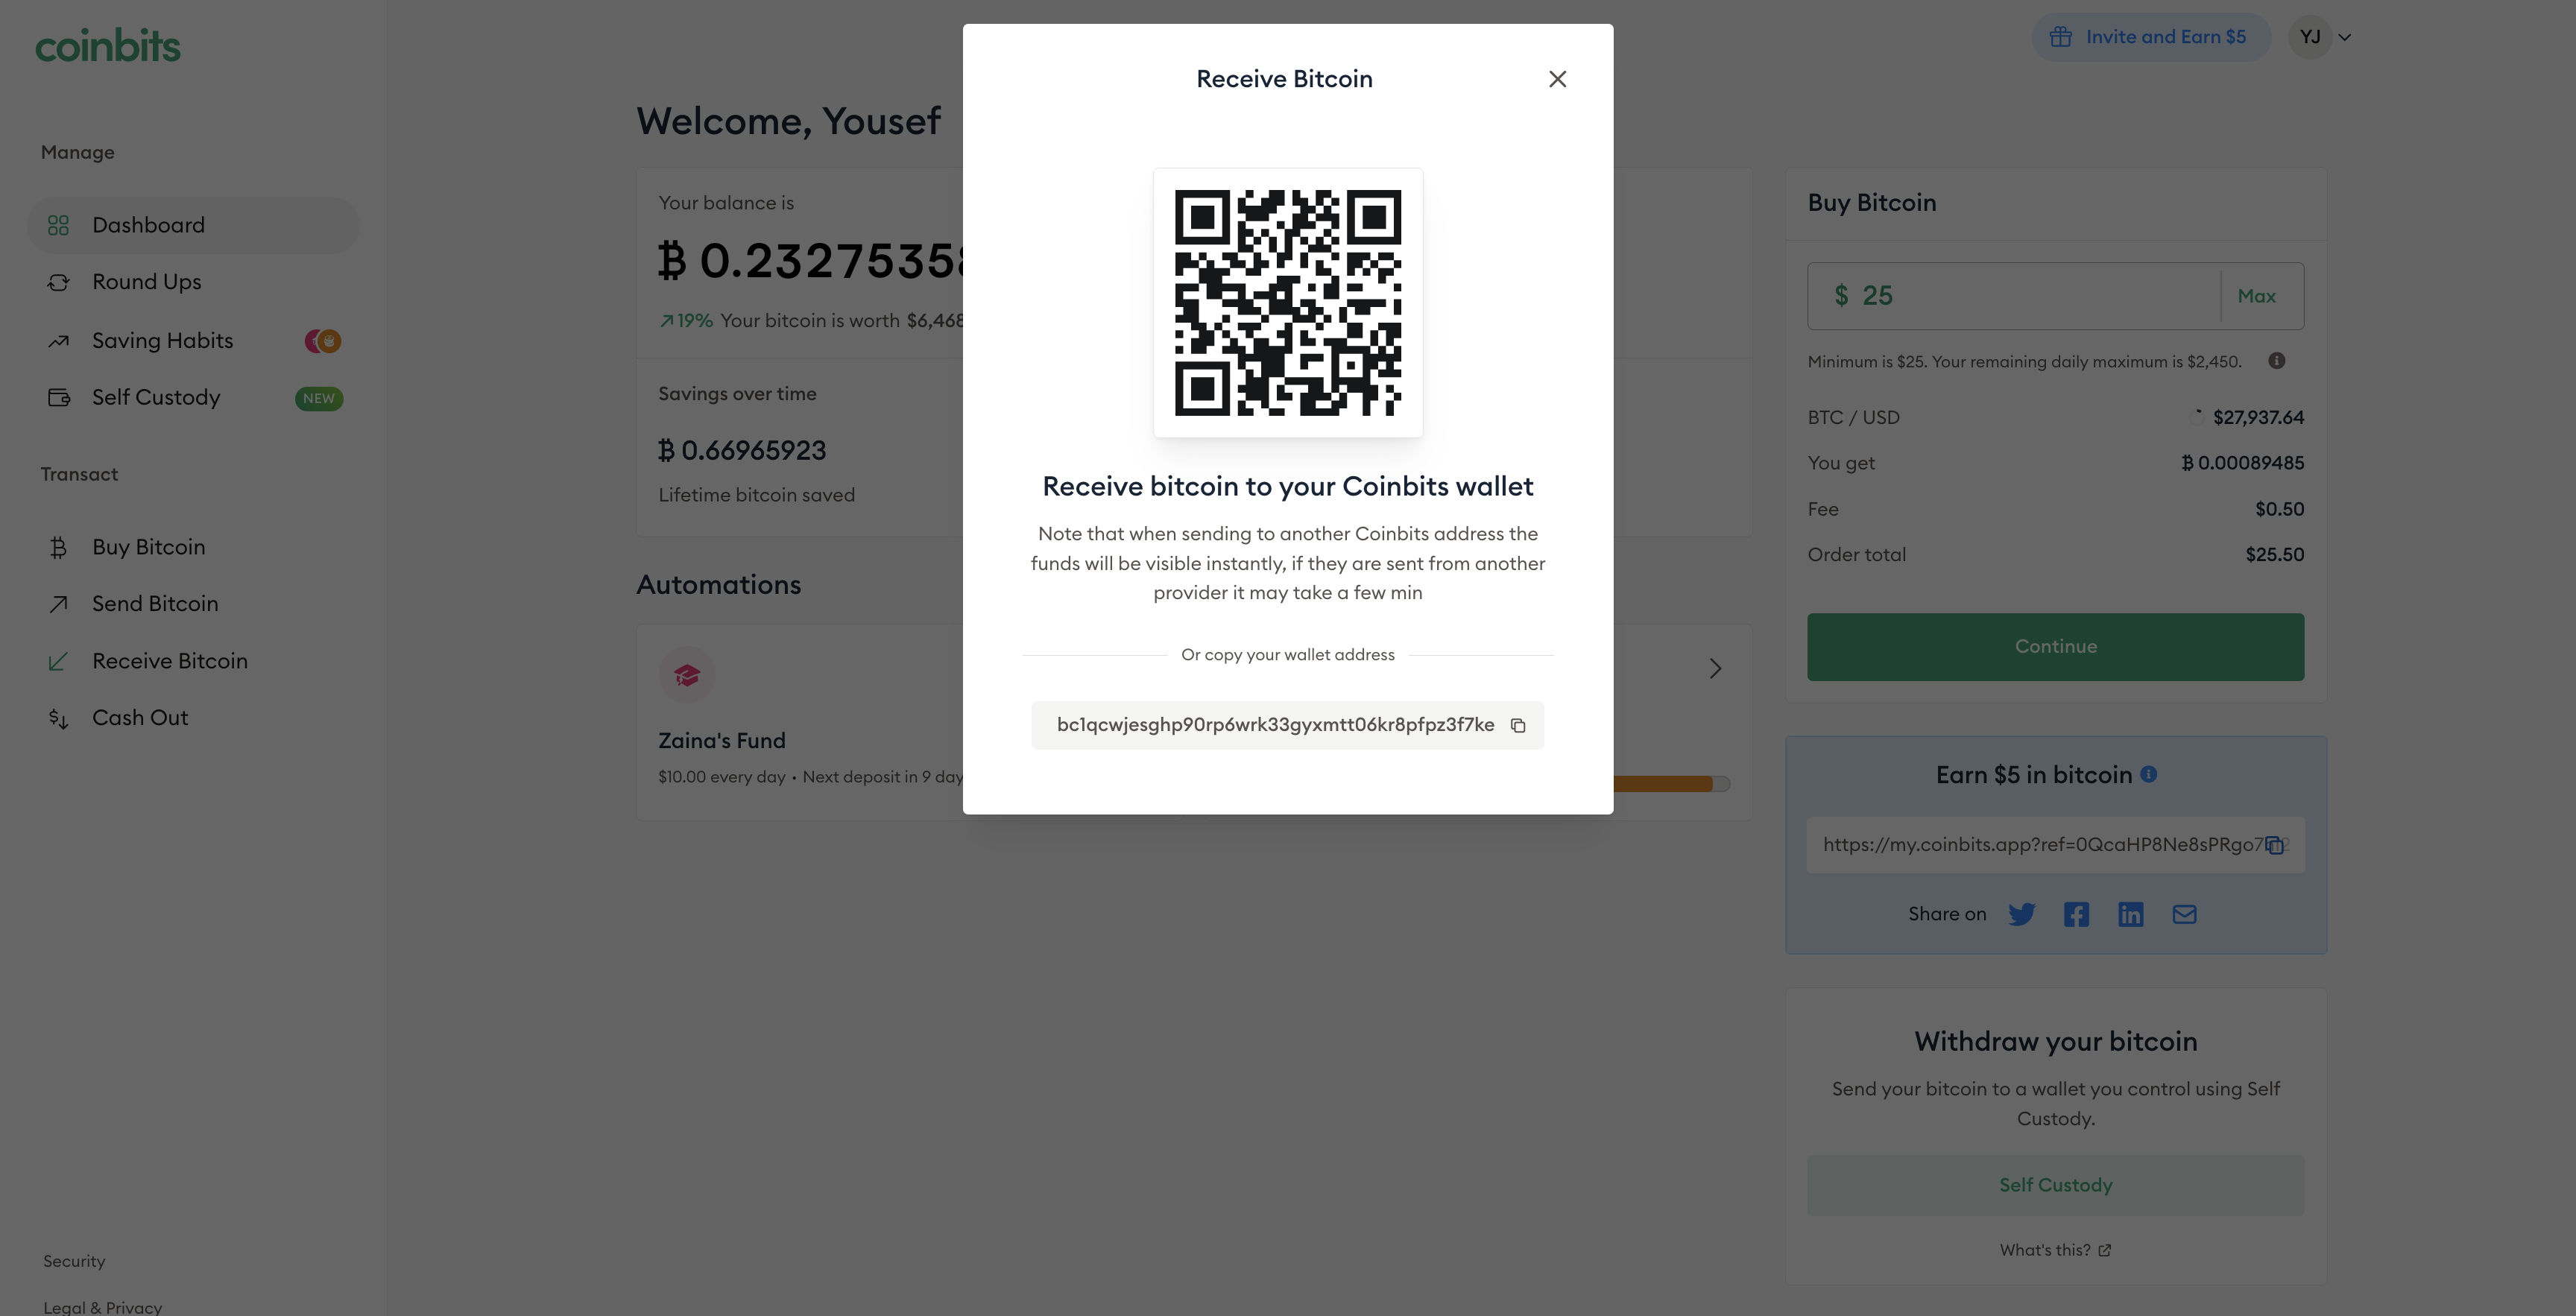 coinbits
Manage
Dashboard
Round Ups
Saving Habits
Self Custody NEW
Transact
Buy Bitcoin
Send Bitcoin
Receive Bitcoin
Cash Out
Security
Legal & Privacy
Invite and Earn $5 YJ
Welcome, Yousef
Your balance is
₿ 0.2327535
19% Your bitcoin is worth $6,468
Savings over time
₿ 0.66965923
Lifetime bitcoin saved
Automations
Zaina's Fund
$10.00 every day • Next deposit in 9 day
Receive Bitcoin
Receive bitcoin to your Coinbits wallet
Note that when sending to another Coinbits address the
funds will be visible instantly, if they are sent from another
provider it may take a few min
Or copy your wallet address
bc1qcwjesghp90rp6wrk33gyxmtt06kr8pfpz3f7ke
Buy Bitcoin
$ 25 Max
Minimum is $25. Your remaining daily maximum is $2,450.
BTC / USD $27,937.64
You get ₿ 0.00089485
Fee $0.50
Order total $25.50
Continue
Earn $5 in bitcoin
https://my.coinbits.app?ref=0QcaHP8Ne8sPRgo7
Share on
Withdraw your bitcoin
Send your bitcoin to a wallet you control using Self
Custody.
Self Custody
What's this?